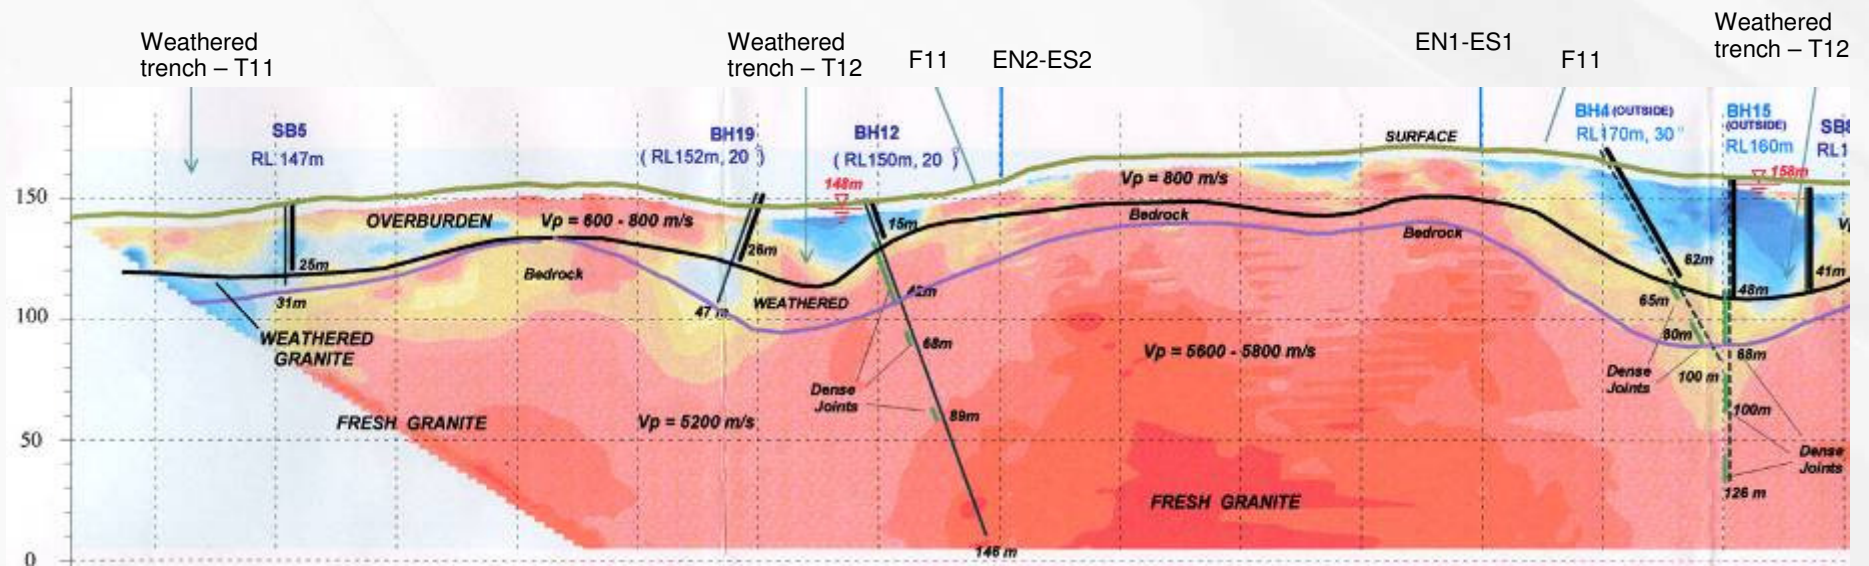 Weathered
trench – T11
Weathered
trench – T12
F11
EN2-ES2
EN1-ES1
F11
Weathered
trench – T12
SB5
RL 147m
BH19
( RL152m, 20 °)
BH12
( RL150m, 20 °)
148m
SURFACE
BH4 (OUTSIDE)
RL170m, 30 °
BH15
(OUTSIDE)
RL160m
158m
150
100
50
0
OVERBURDEN
Vp = 600 - 800 m/s
Vp = 800 m/s
15m
25m
26m
Bedrock
Bedrock
Bedrock
31m
47 m
WEATHERED
42m
62m
41m
65m
48m
80m
68m
WEATHERED
GRANITE
68m
Dense
Joints
89m
Vp = 5600 - 5800 m/s
Dense
Joints
100 m
100m
FRESH GRANITE
Vp = 5200 m/s
FRESH GRANITE
Dense
Joints
126 m
146 m